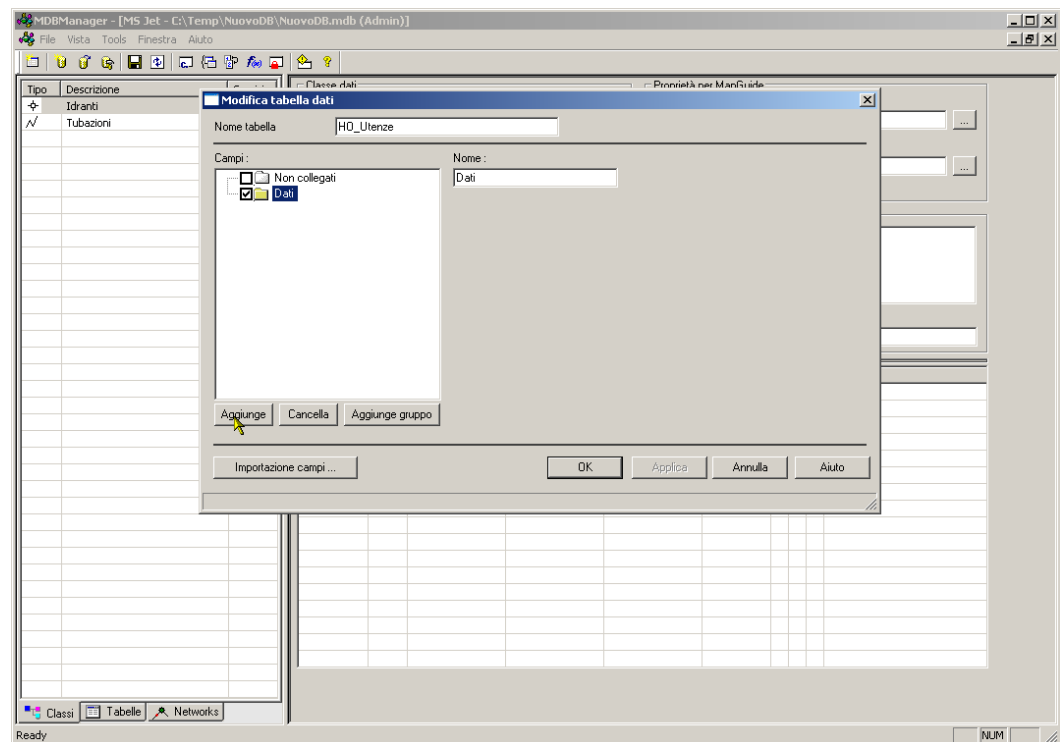 MDBManager - [MS Jet - C:\Temp\NuovoDB\NuovoDB.mdb (Admin)]
File Vista Tools Finestra Aiuto
Tipo Descrizione
Idranti
Tubazioni
Classe dati
Proprietà per MapGuide
...
...
Modifica tabella dati
Nome tabella H0_Utenze
Campi :
Nome :
Non collegati
Dati
Dati
Aggiunge Cancella Aggiunge gruppo
Importazione campi ... OK Applica Annulla Aiuto
Classi Tabelle Networks
Ready NUM